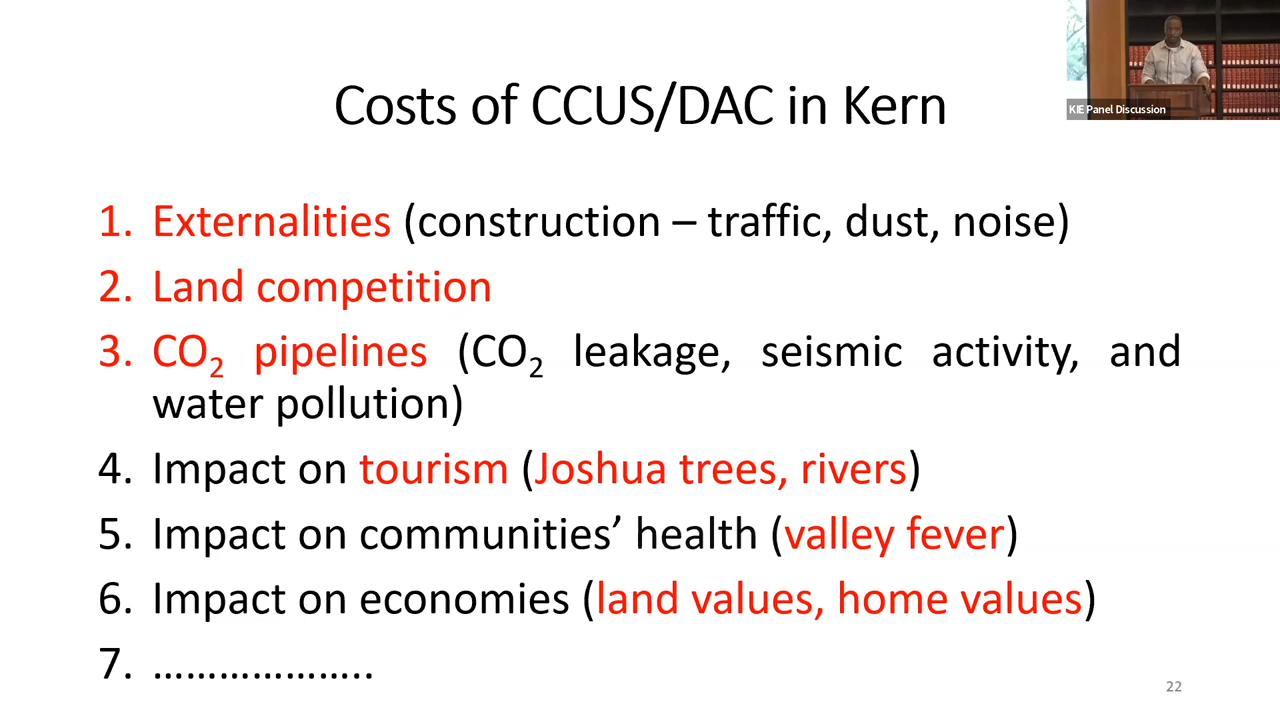 Costs of CCUS/DAC in Kern
KIE Panel Discussion
1. Externalities (construction – traffic, dust, noise)
2. Land competition
3. CO₂ pipelines (CO₂ leakage, seismic activity, and
water pollution)
4. Impact on tourism (Joshua trees, rivers)
5. Impact on communities’ health (valley fever)
6. Impact on economies (land values, home values)
7. ………………..
22